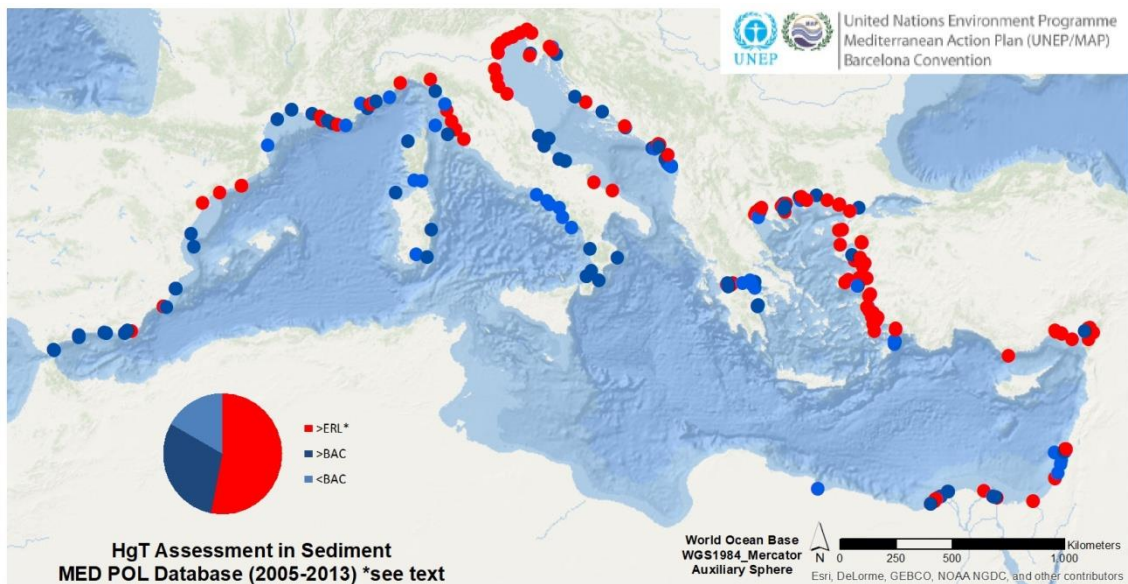 UNEP
MAP
United Nations Environment Programme
Mediterranean Action Plan (UNEP/MAP)
Barcelona Convention
>ERL*
>BAC
<BAC
HgT Assessment in Sediment
MED POL Database (2005-2013) *see text
World Ocean Base
WGS1984_Mercator
Auxiliary Sphere
N
Kilometers
0 250 500 1.000
Esri, DeLorme, GEBCO, NOAA NGDC, and other contributors